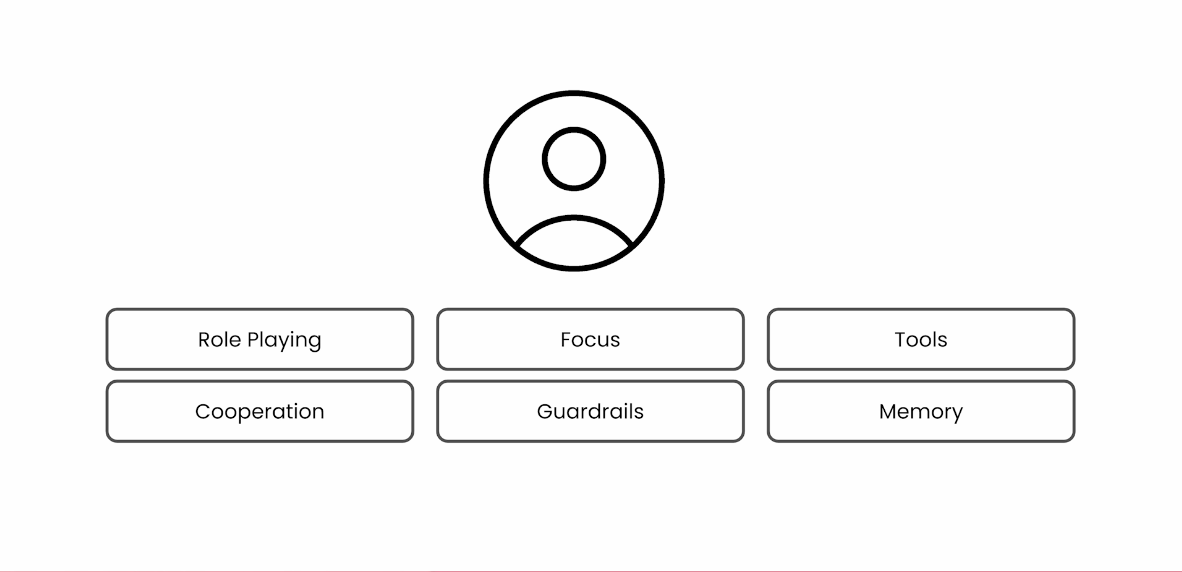 Role Playing
Focus
Tools
Cooperation
Guardrails
Memory